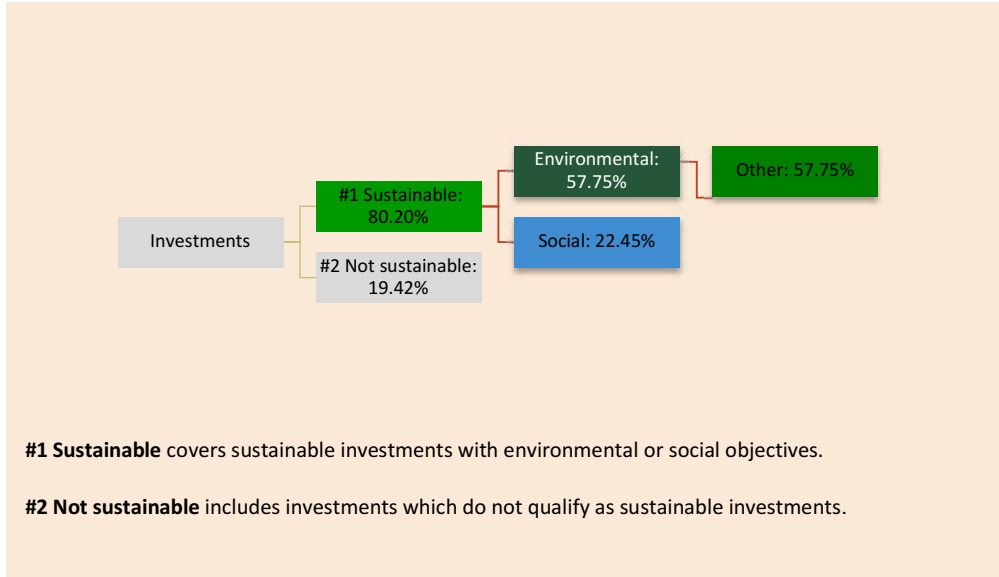 Investments
#1 Sustainable:
80.20%
#2 Not sustainable:
19.42%
Environmental:
57.75%
Social: 22.45%
Other: 57.75%
#1 Sustainable covers sustainable investments with environmental or social objectives.
#2 Not sustainable includes investments which do not qualify as sustainable investments.